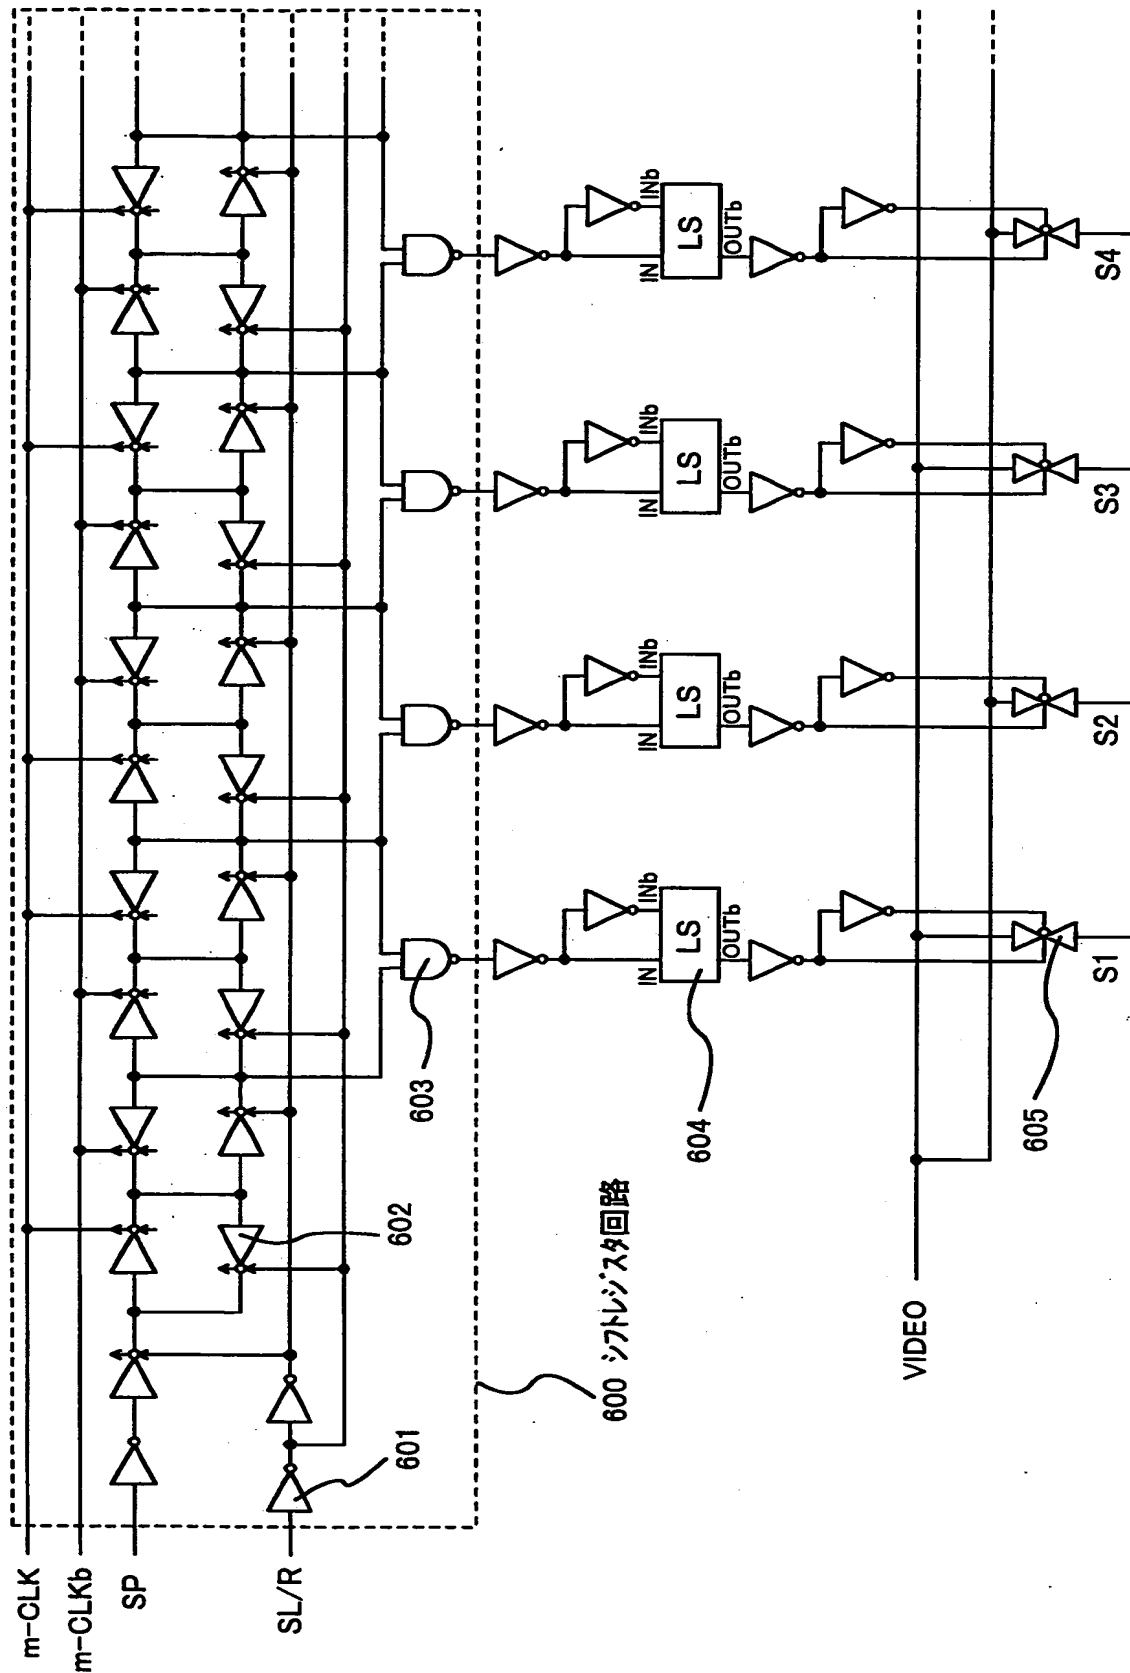 m-CLK
m-CLKb
SP
SL/R
601
602
603
600 シフトレジスタ回路
IN
INb
LS
OUTb
IN
INb
LS
OUTb
IN
INb
LS
OUTb
IN
INb
LS
OUTb
604
VIDEO
605
S1
S2
S3
S4